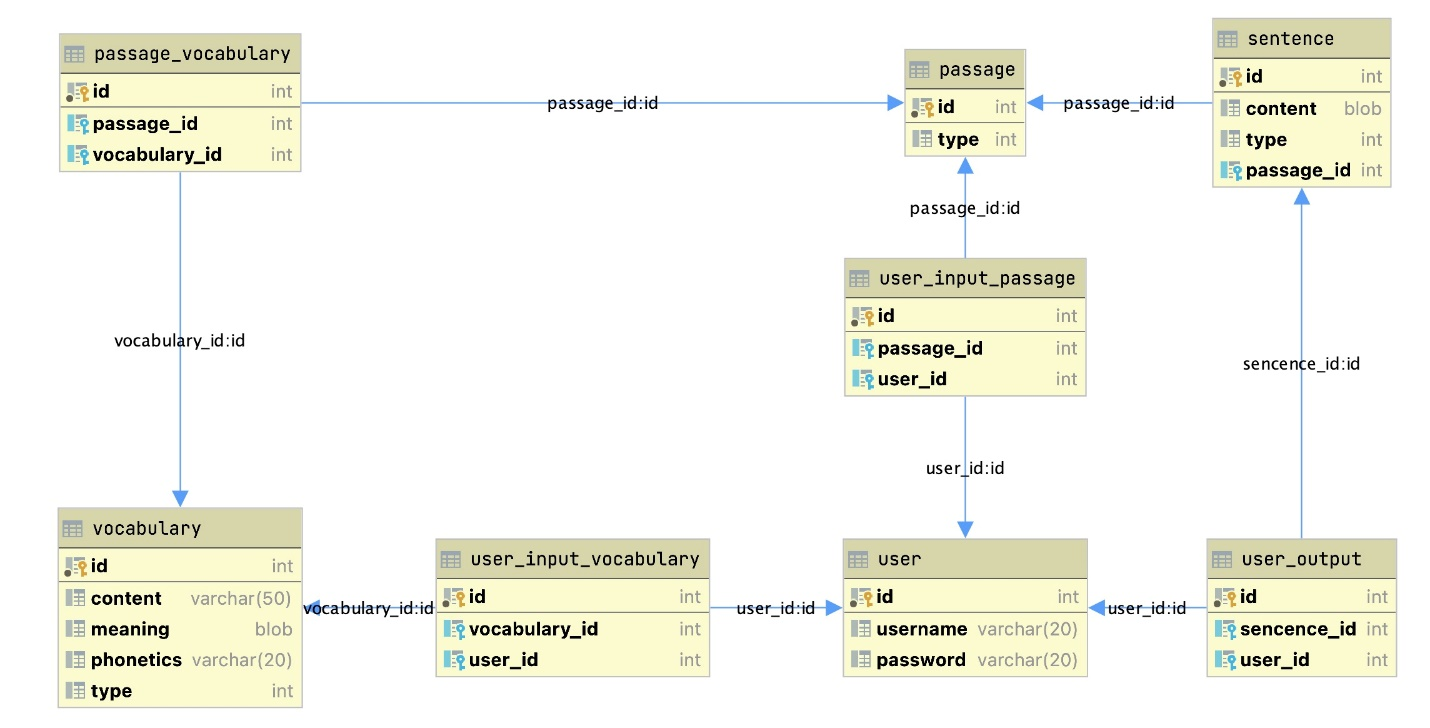 passage_vocabulary
id int
passage_id int
vocabulary_id int
passage_id:id
passage
id int
type int
passage_id:id
sentence
id int
content blob
type int
passage_id int
passage_id:id
user_input_passage
id int
passage_id int
user_id int
vocabulary_id:id
sencence_id:id
user_id:id
vocabulary
id int
content varchar(50)
meaning blob
phonetics varchar(20)
type int
vocabulary_id:id
user_input_vocabulary
id int
vocabulary_id int
user_id int
user_id:id
user
id int
username varchar(20)
password varchar(20)
user_id:id
user_output
id int
sencence_id int
user_id int